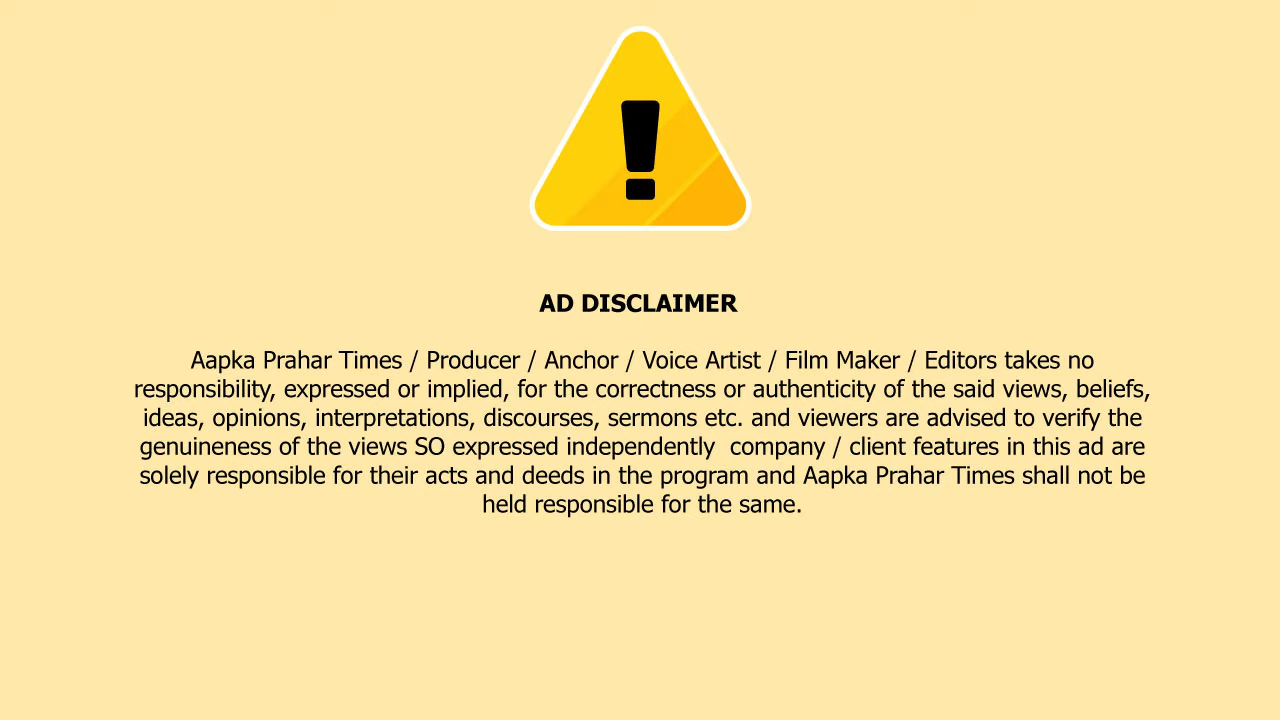 AD DISCLAIMER
Aapka Prahar Times / Producer / Anchor / Voice Artist / Film Maker / Editors takes no
responsibility, expressed or implied, for the correctness or authenticity of the said views, beliefs,
ideas, opinions, interpretations, discourses, sermons etc. and viewers are advised to verify the
genuineness of the views SO expressed independently  company / client features in this ad are
solely responsible for their acts and deeds in the program and Aapka Prahar Times shall not be
held responsible for the same.